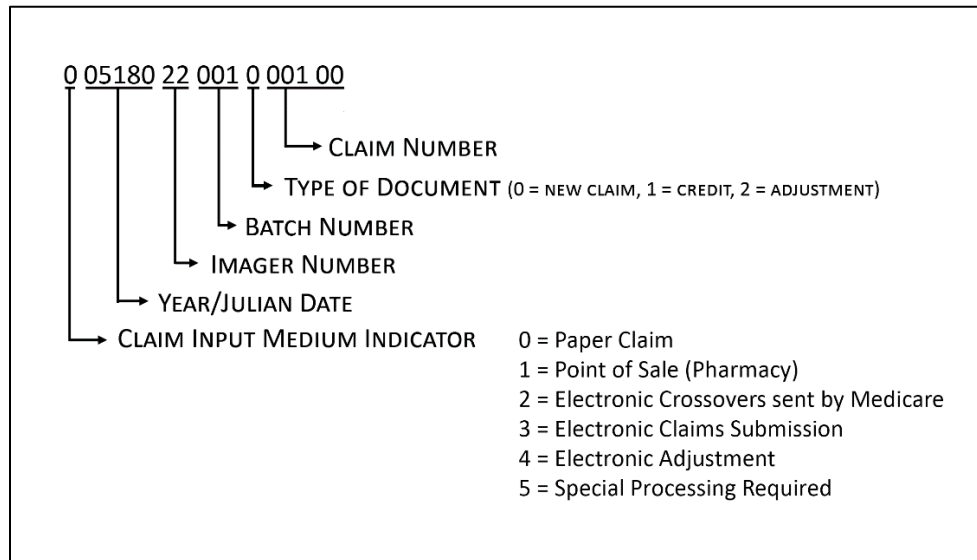 0 05180 22 001 0 001 00
CLAIM NUMBER
TYPE OF DOCUMENT (0 = NEW CLAIM, 1 = CREDIT, 2 = ADJUSTMENT)
BATCH NUMBER
IMAGER NUMBER
YEAR/JULIAN DATE
CLAIM INPUT MEDIUM INDICATOR
0 = Paper Claim
1 = Point of Sale (Pharmacy)
2 = Electronic Crossovers sent by Medicare
3 = Electronic Claims Submission
4 = Electronic Adjustment
5 = Special Processing Required